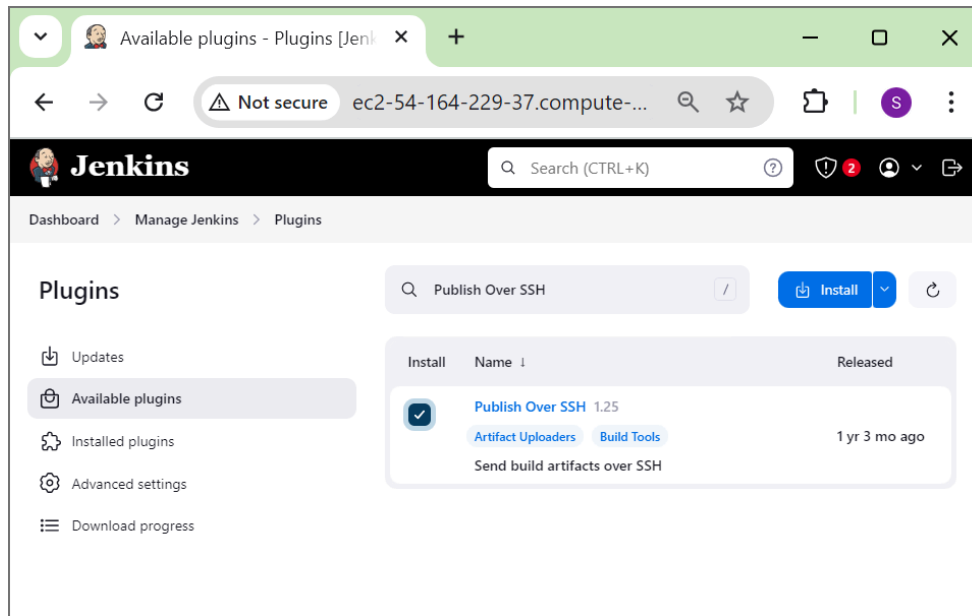 Available plugins - Plugins [Jenk
Not secure ec2-54-164-229-37.compute-...
S
Jenkins
Search (CTRL+K)
2
Dashboard > Manage Jenkins > Plugins
Plugins
Publish Over SSH
/
Install
Updates
Available plugins
Installed plugins
Advanced settings
Download progress
Install Name ↓ Released
Publish Over SSH 1.25
Artifact Uploaders Build Tools
1 yr 3 mo ago
Send build artifacts over SSH